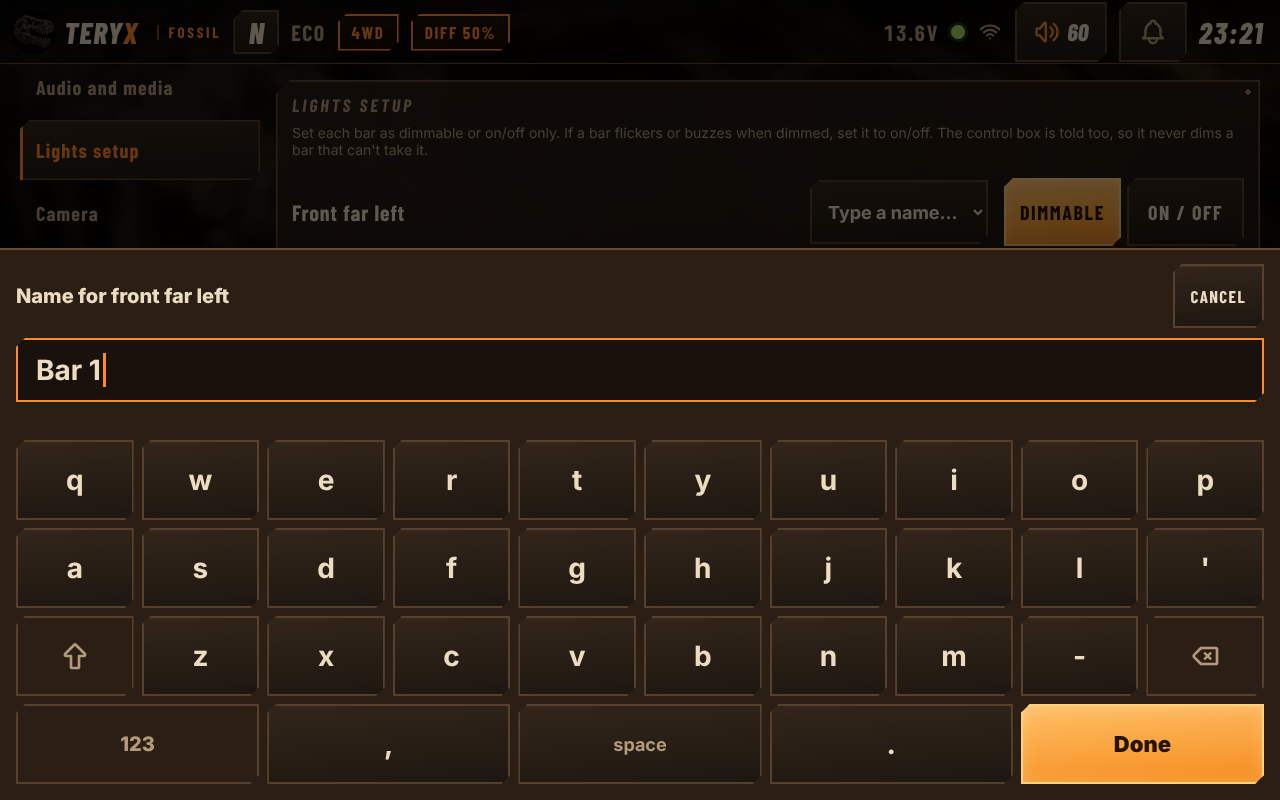 TERYX FOSSIL N ECO 4WD DIFF 50% 13.6V 60 23:21
Audio and media
Lights setup
Camera
LIGHTS SETUP
Set each bar as dimmable or on/off only. If a bar flickers or buzzes when dimmed, set it to on/off. The control box is told too, so it never dims a
bar that can't take it.
Front far left Type a name... DIMMABLE ON / OFF
Name for front far left CANCEL
Bar 1
q w e r t y u i o p
a s d f g h j k l '
z x c v b n m -
123 , space . Done